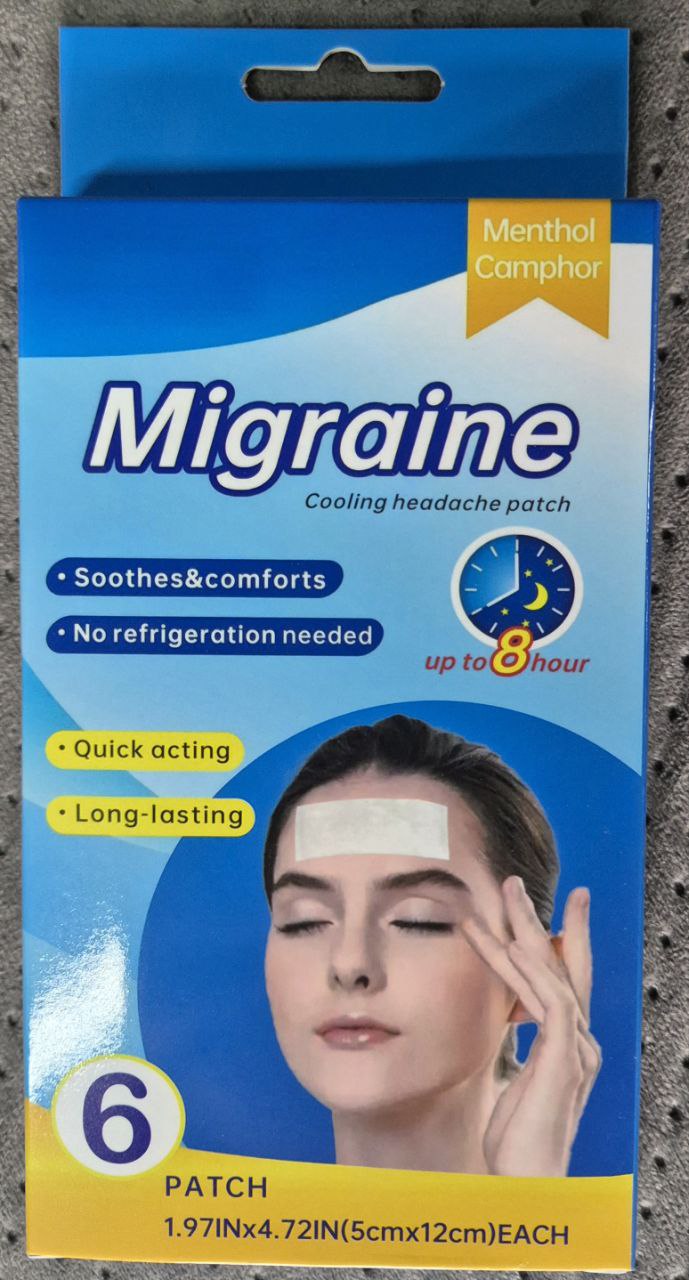 Menthol
Camphor
Migraine
Cooling headache patch
• Soothes&comforts
• No refrigeration needed
up to 8 hour
• Quick acting
• Long-lasting
6
PATCH
1.97INx4.72IN(5cmx12cm)EACH